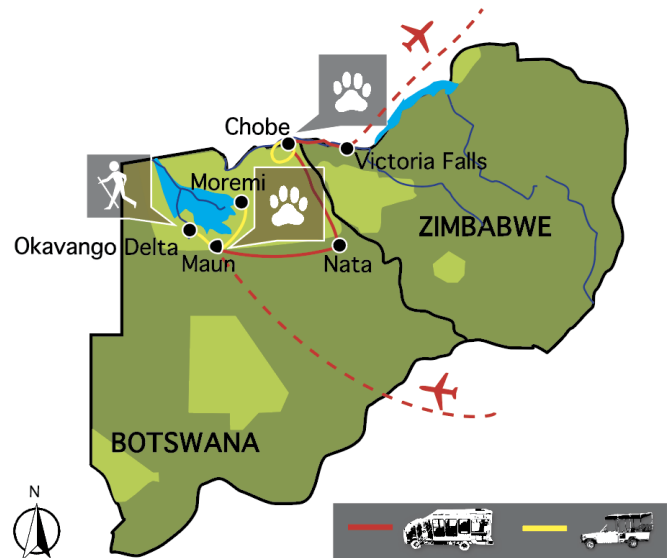 Chobe
Victoria Falls
Moremi
ZIMBABWE
Okavango Delta
Maun
Nata
BOTSWANA
N